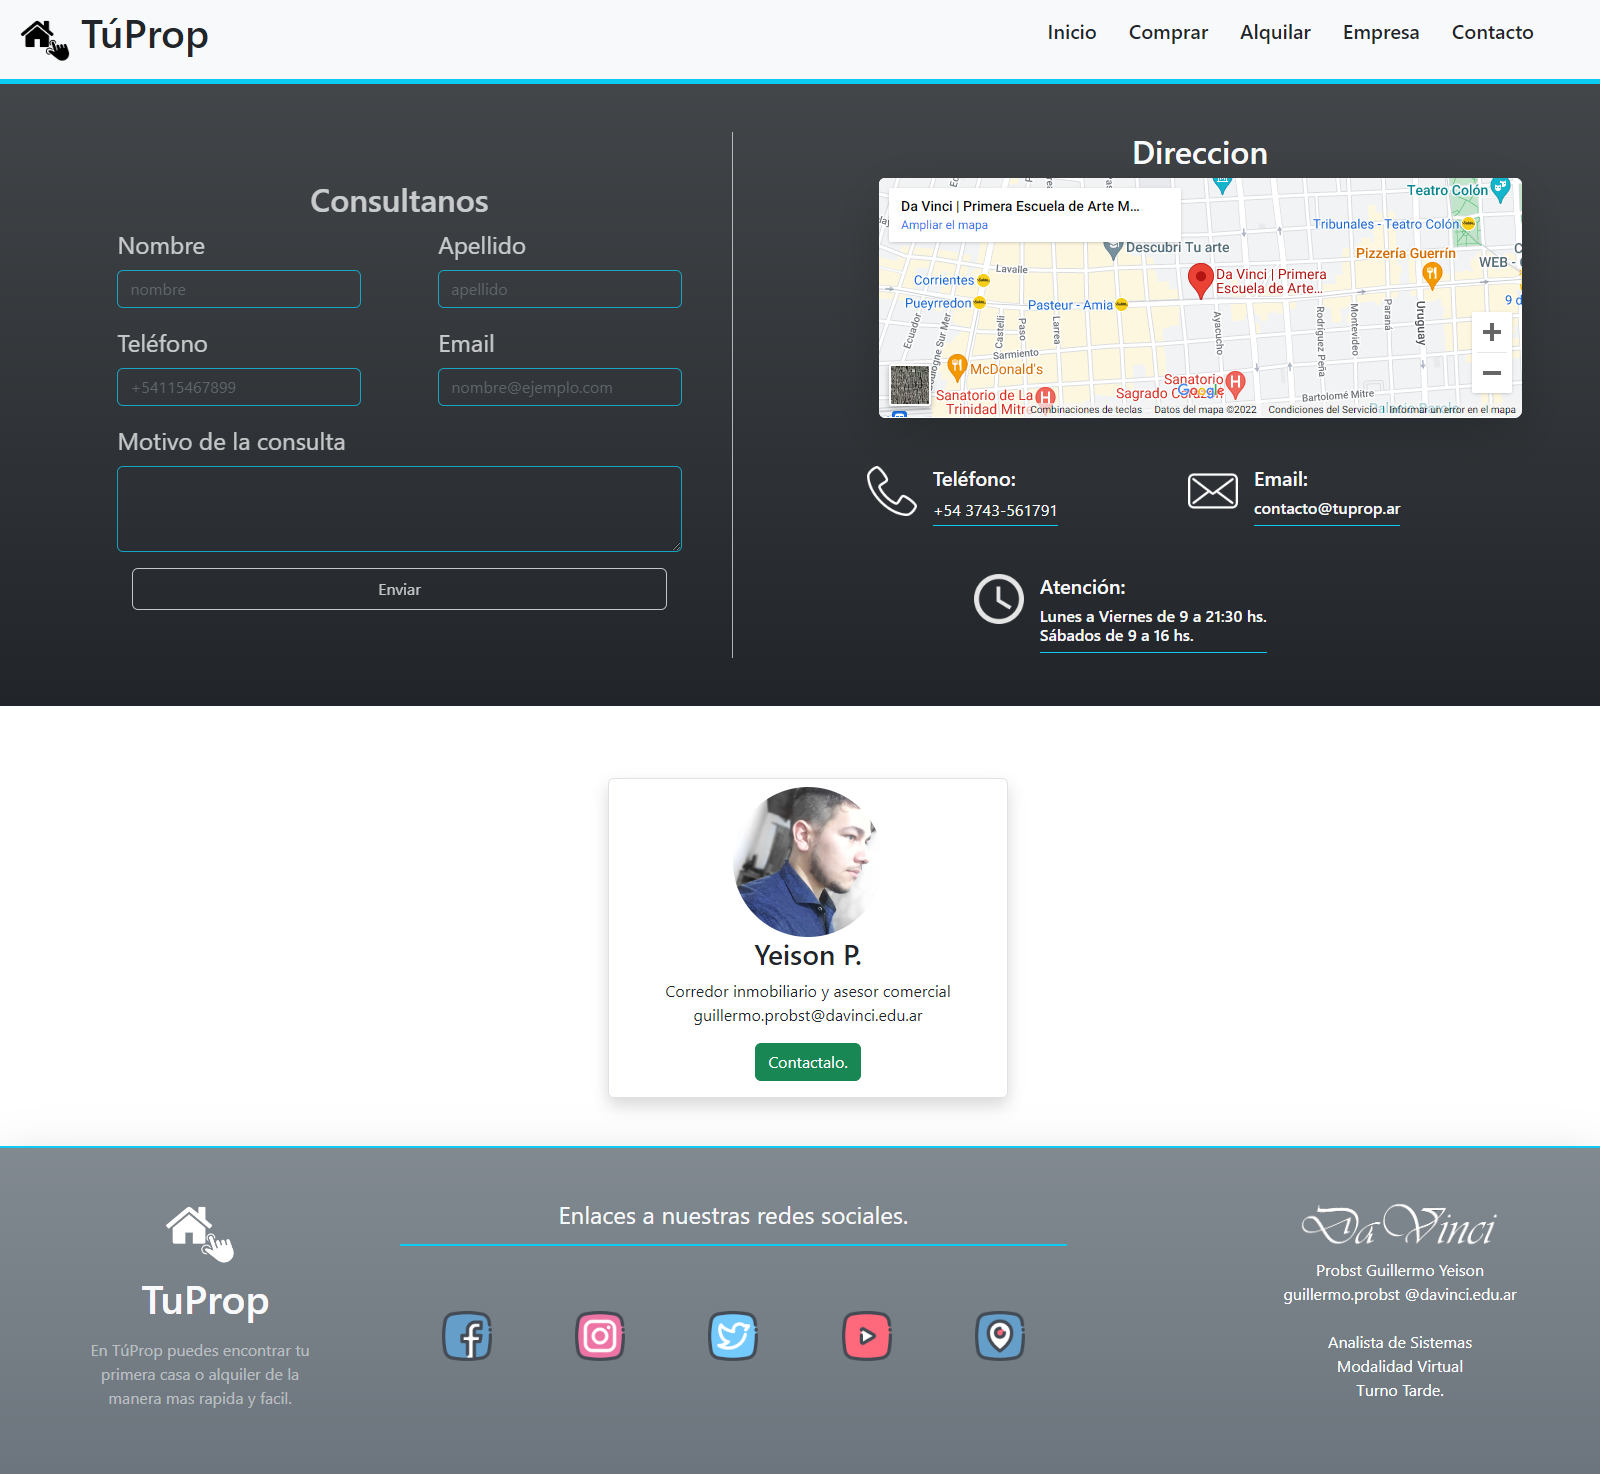 TúProp
Inicio
Comprar
Alquilar
Empresa
Contacto
Consultanos
Nombre
Apellido
nombre
apellido
Teléfono
Email
+54115467899
nombre@ejemplo.com
Motivo de la consulta
Enviar
Direccion
Da Vinci | Primera Escuela de Arte M...
Ampliar el mapa
Teatro Colón
Tribunales - Teatro Colón
Descubri Tu arte
Pizzería Guerrín
WEB -
Lavalle
Corrientes
Da Vinci | Primera
Escuela de Arte...
Pueyrredon
Pasteur - Amia
9 d
Ecuador
Castelli
Paso
Larrea
Ayacucho
Rodríguez Peña
Montevideo
Paraná
Uruguay
Sarmiento
McDonald's
Sanatorio de La
Trinidad Mitre
Sanatorio
Sagrado
Google
Bartolomé Mitre
Combinaciones de teclas
Datos del mapa ©2022
Condiciones del Servicio
Informar un error en el mapa
Teléfono:
+54 3743-561791
Email:
contacto@tuprop.ar
Atención:
Lunes a Viernes de 9 a 21:30 hs.
Sábados de 9 a 16 hs.
Yeison P.
Corredor inmobiliario y asesor comercial
guillermo.probst@davinci.edu.ar
Contactalo.
TuProp
En TúProp puedes encontrar tu
primera casa o alquiler de la
manera mas rapida y facil.
Enlaces a nuestras redes sociales.
DaVinci
Probst Guillermo Yeison
guillermo.probst @davinci.edu.ar
Analista de Sistemas
Modalidad Virtual
Turno Tarde.